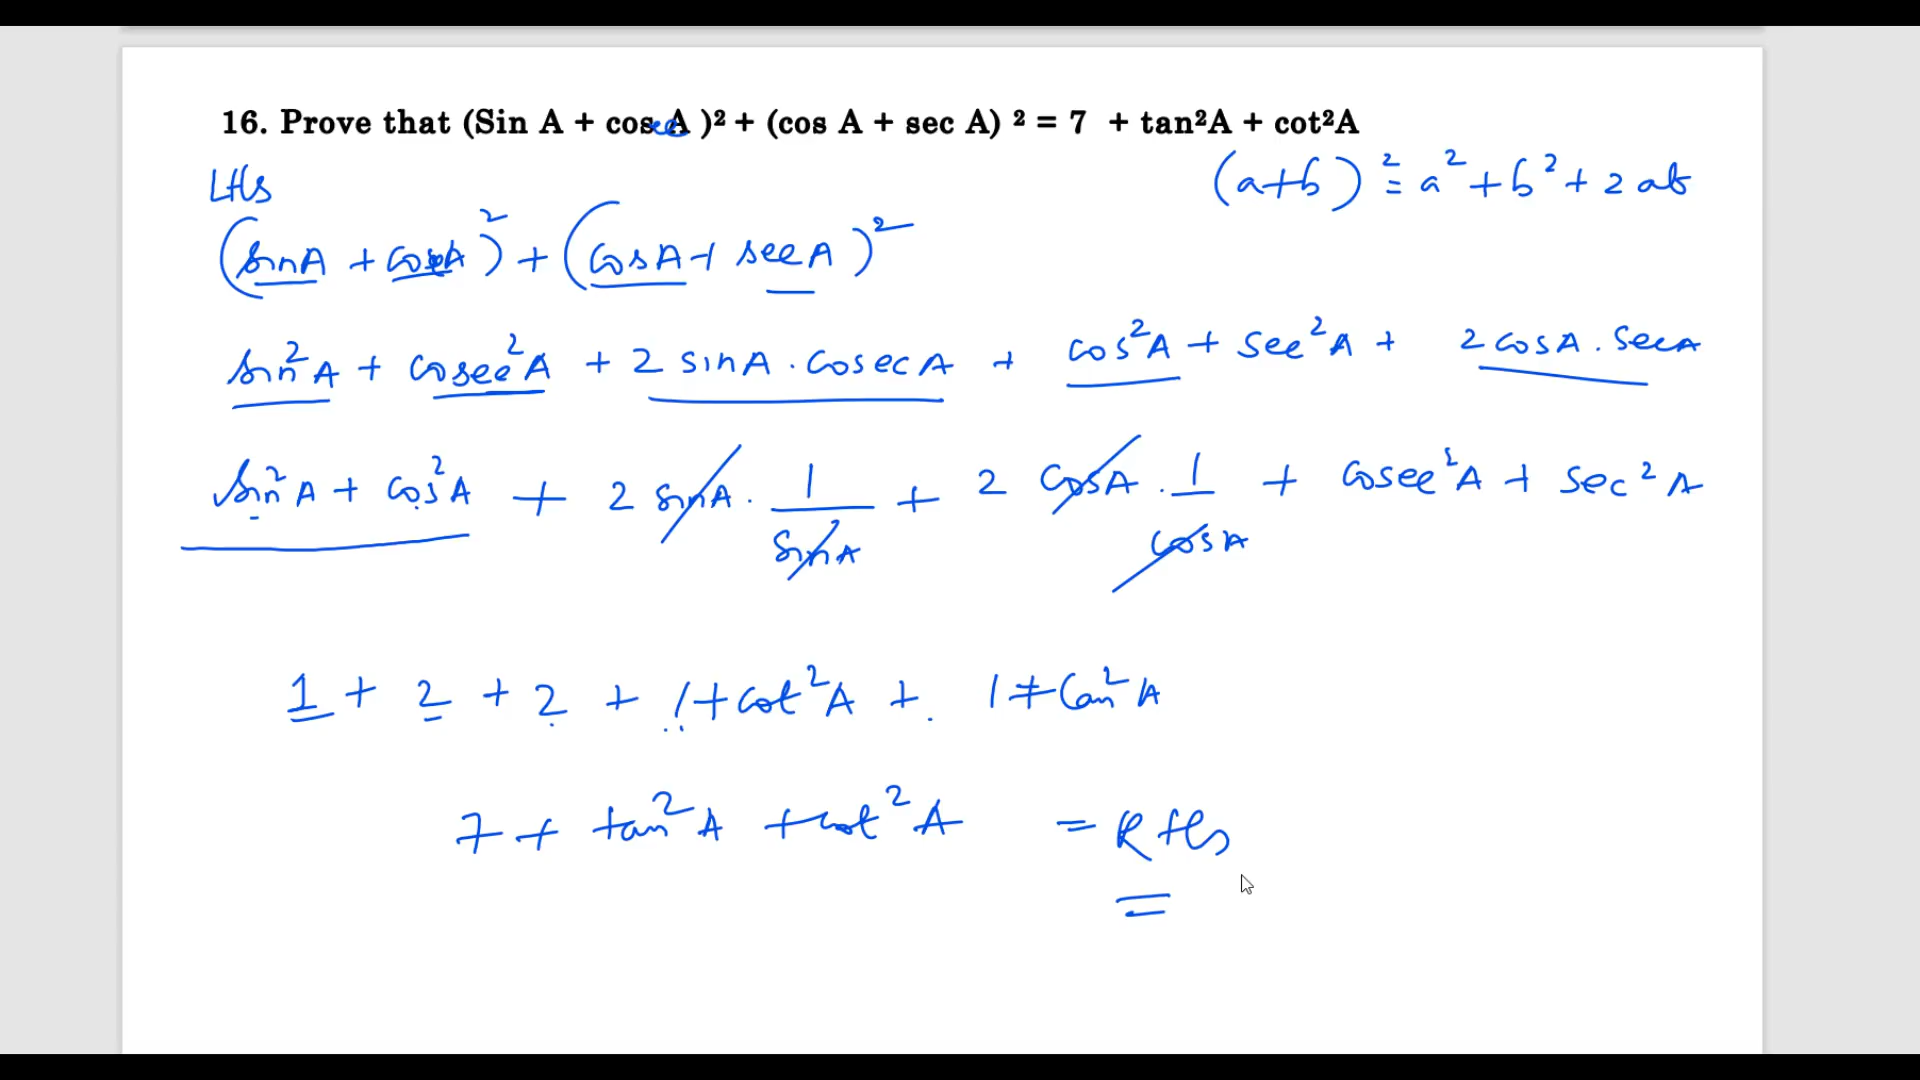 16. Prove that (Sin A + cosec A )² + (cos A + sec A) ² = 7 + tan²A + cot²A
LHS
(a+b)² = a² + b² + 2ab
(sinA + cosecA)² + (cosA + secA)²
sin²A + cosec²A + 2 sinA . cosecA + cos²A + sec²A + 2 cosA . secA
sin²A + cos²A + 2 sinA . 1/sinA + 2 cosA . 1/cosA + cosec²A + sec²A
1 + 2 + 2 + 1 + cot²A + 1 + tan²A
7 + tan²A + cot²A = RHS